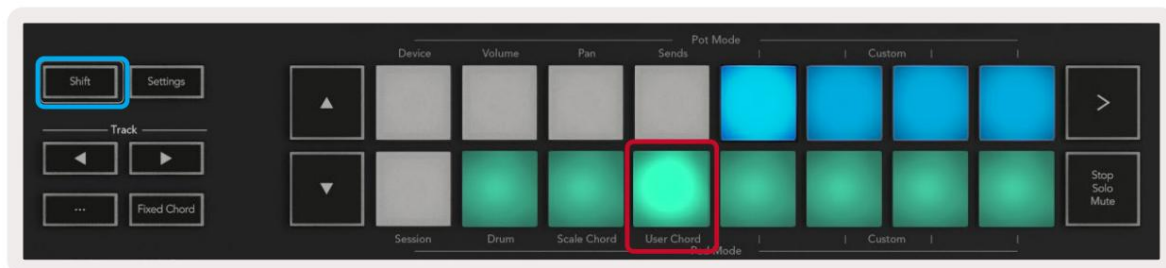 Pot Mode
Device Volume Pan Sends Custom
Shift Settings
Track
... Fixed Chord
Stop
Solo
Mute
Session Drum Scale Chord User Chord Custom
Pad Mode